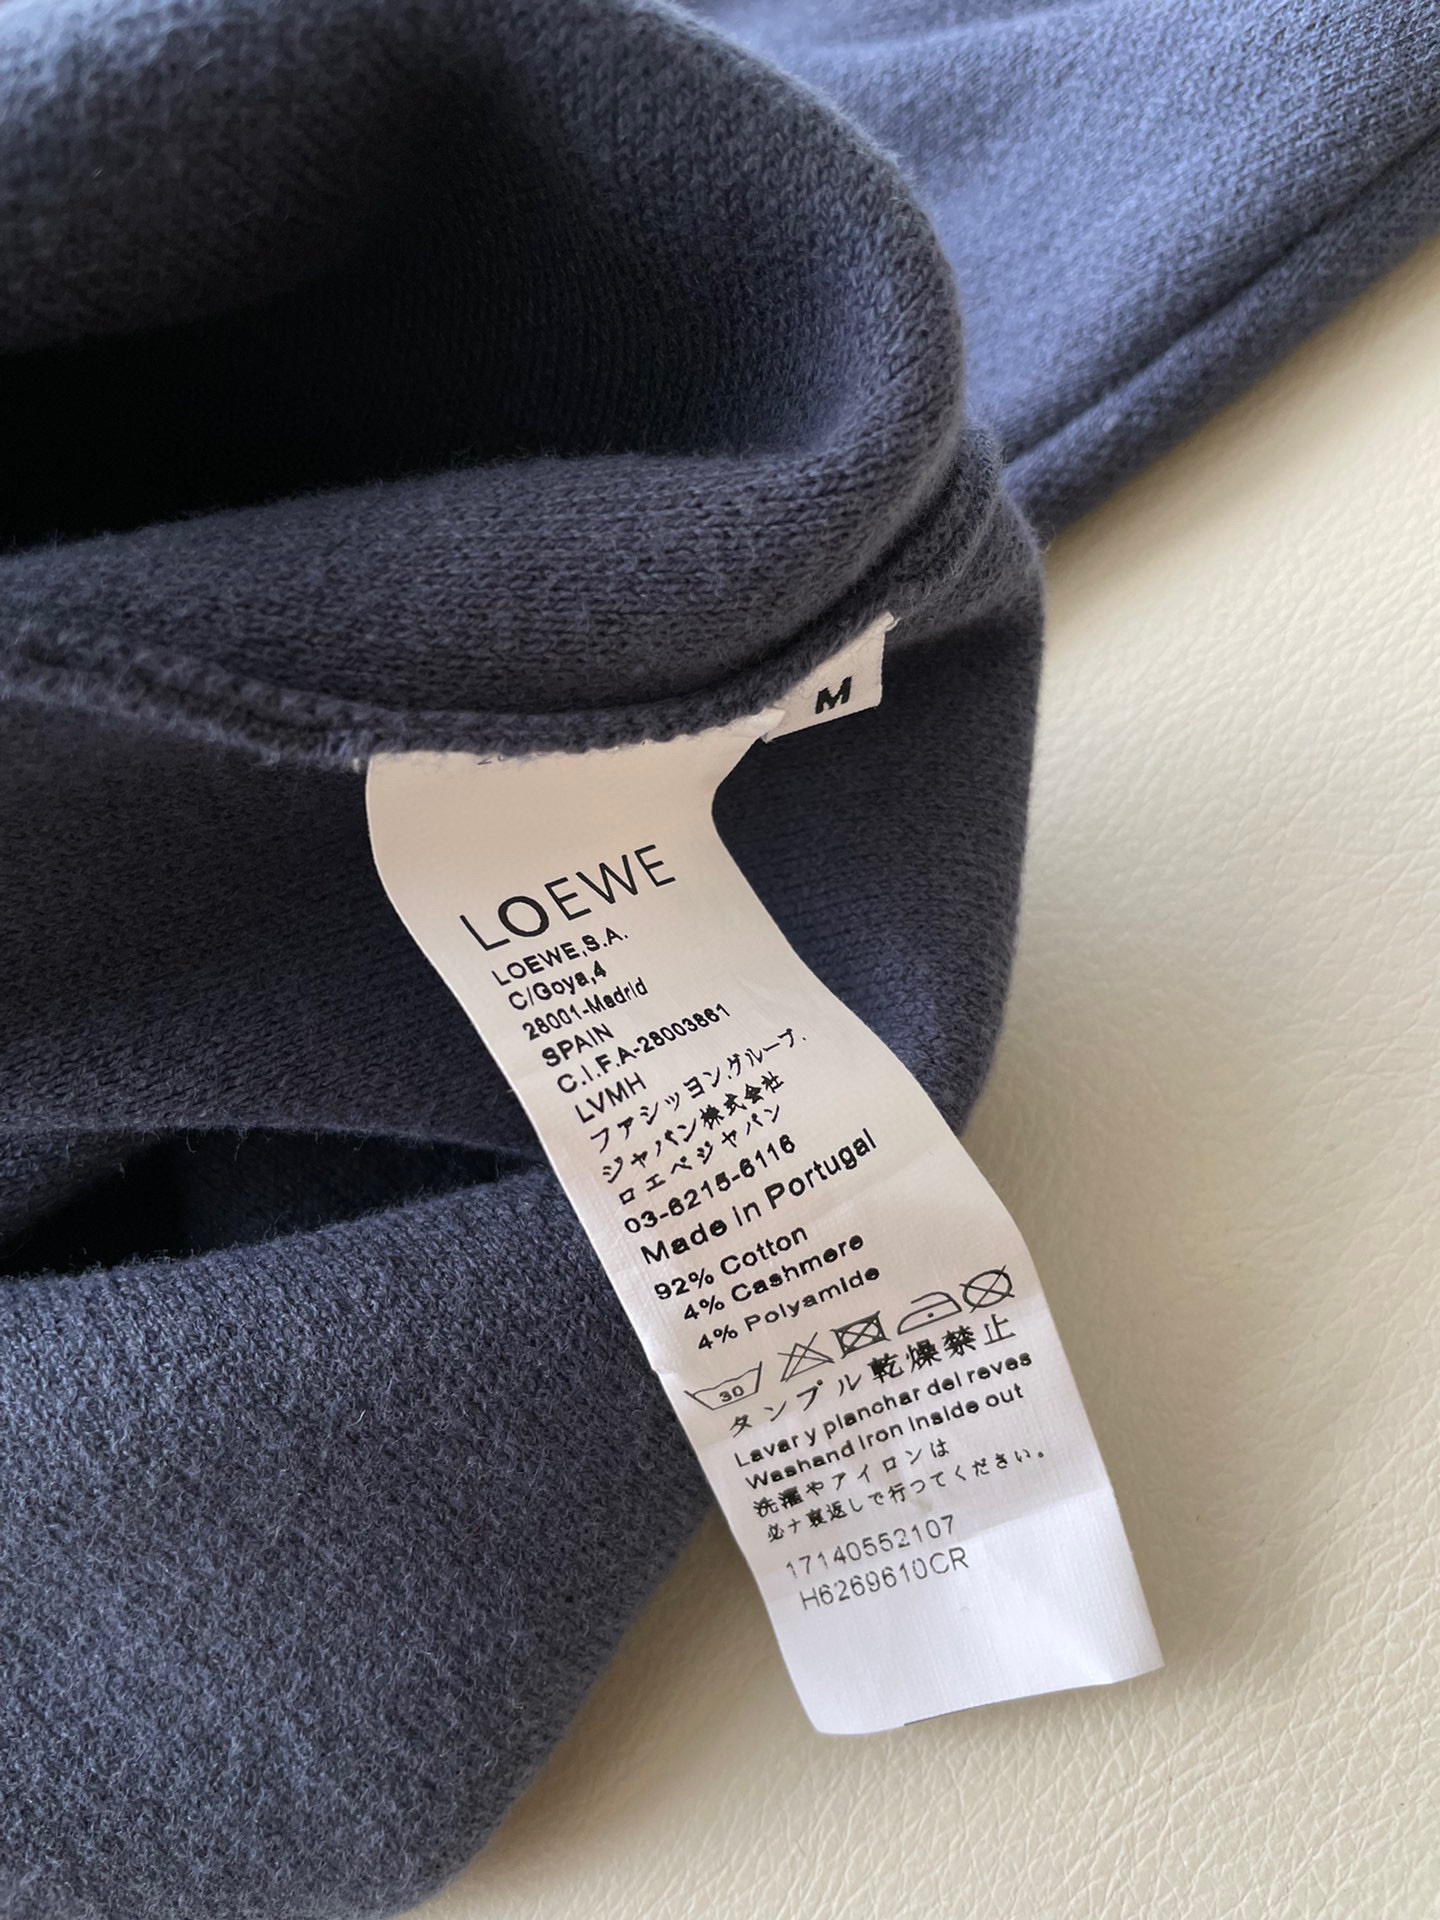 M
LOEWE
LOEWE,S.A.
C/Goya,4
28001-Madrid
SPAIN
C.I.F.A-28003861
LVMH
ファシッヨン.グループ.
ジャパン株式会社
ロエベジャパン
03-6215-6116
Made in Portugal
92% Cotton
4% Cashmere
4% Polyamide
30
タンブル乾燥禁止
Lavar y planchar del reves
Washand iron inside out
洗濯やアイロンは
必ナ裏返しで行ってください。
17140552107
H6269610CR